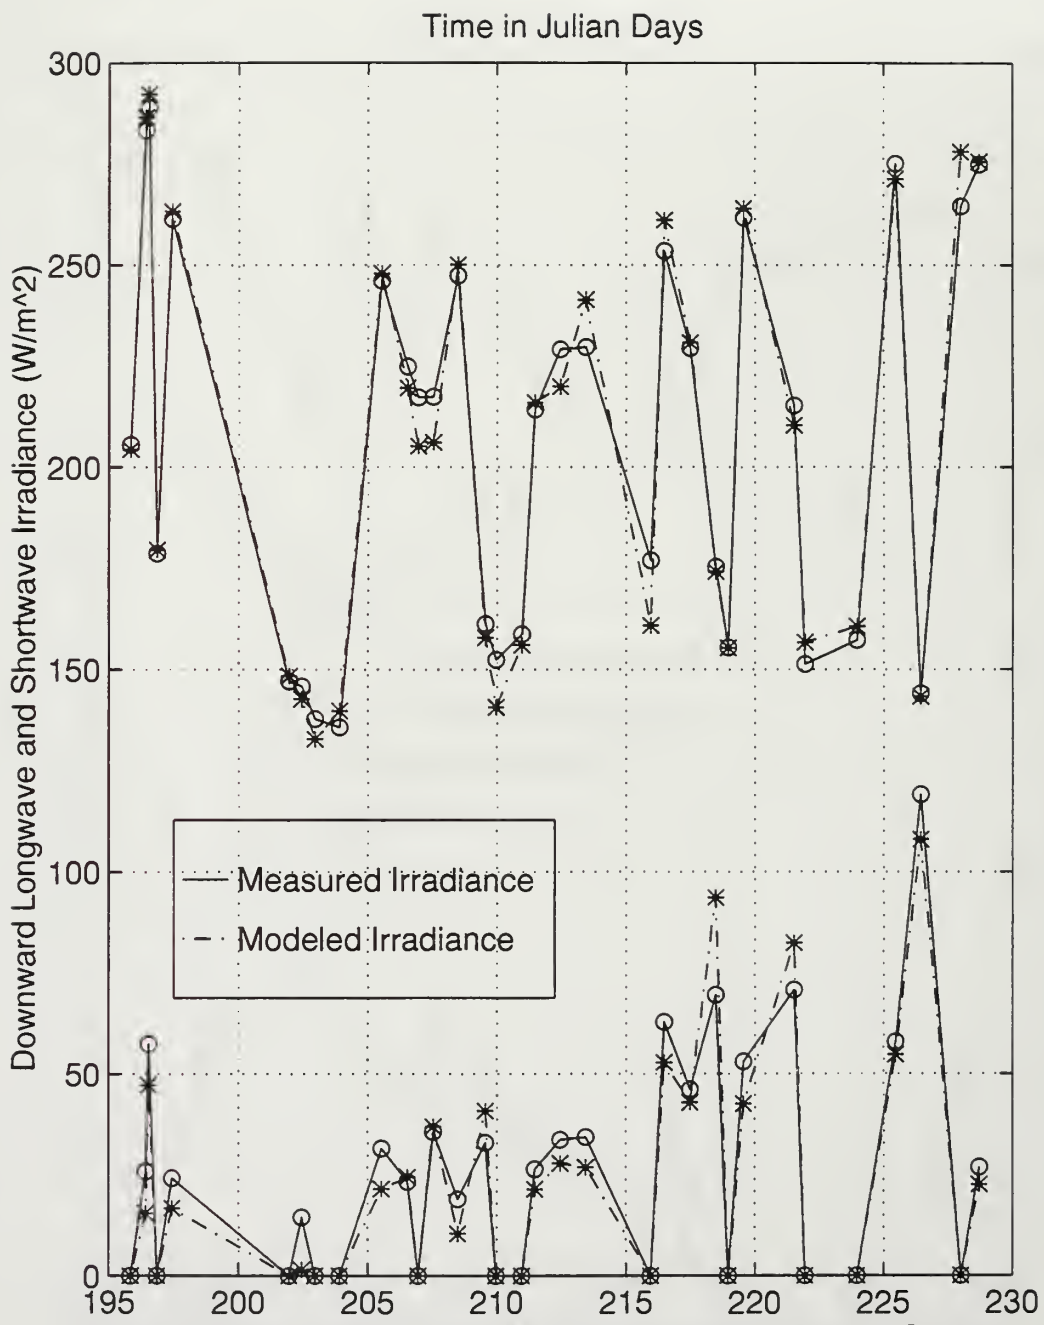 Time in Julian Days
Downward Longwave and Shortwave Irradiance (W/m^2)
300
250
200
150
100
50
0
Measured Irradiance
Modeled Irradiance
195 200 205 210 215 220 225 230